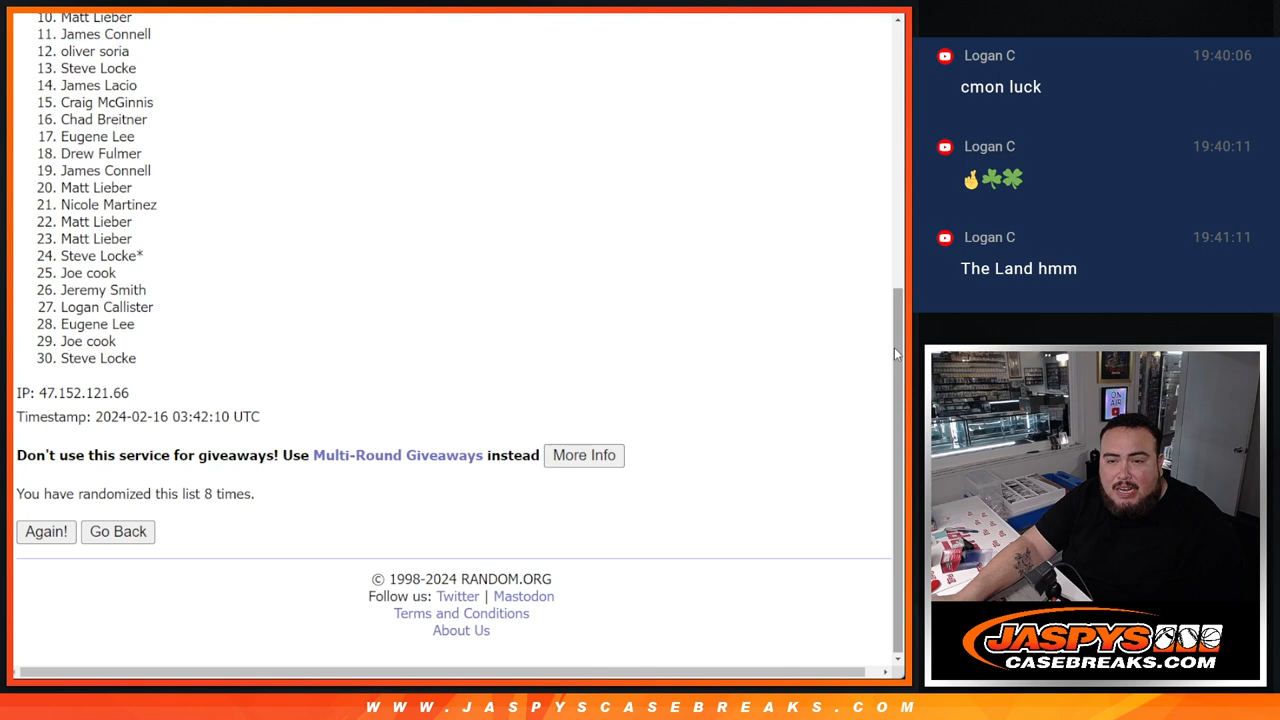 10. Matt Lieber
11. James Connell
12. oliver soria
13. Steve Locke
14. James Lacio
15. Craig McGinnis
16. Chad Breitner
17. Eugene Lee
18. Drew Fulmer
19. James Connell
20. Matt Lieber
21. Nicole Martinez
22. Matt Lieber
23. Matt Lieber
24. Steve Locke*
25. Joe cook
26. Jeremy Smith
27. Logan Callister
28. Eugene Lee
29. Joe cook
30. Steve Locke
IP: 47.152.121.66
Timestamp: 2024-02-16 03:42:10 UTC
Don't use this service for giveaways! Use Multi-Round Giveaways instead More Info
You have randomized this list 8 times.
Again! Go Back
© 1998-2024 RANDOM.ORG
Follow us: Twitter | Mastodon
Terms and Conditions
About Us
Logan C 19:40:06
cmon luck
Logan C 19:40:11
🤞☘️🍀
Logan C 19:41:11
The Land hmm
ON
AIR
JASPYS
CASEBREAKS.COM
WWW.JASPYSCASEBREAKS.COM